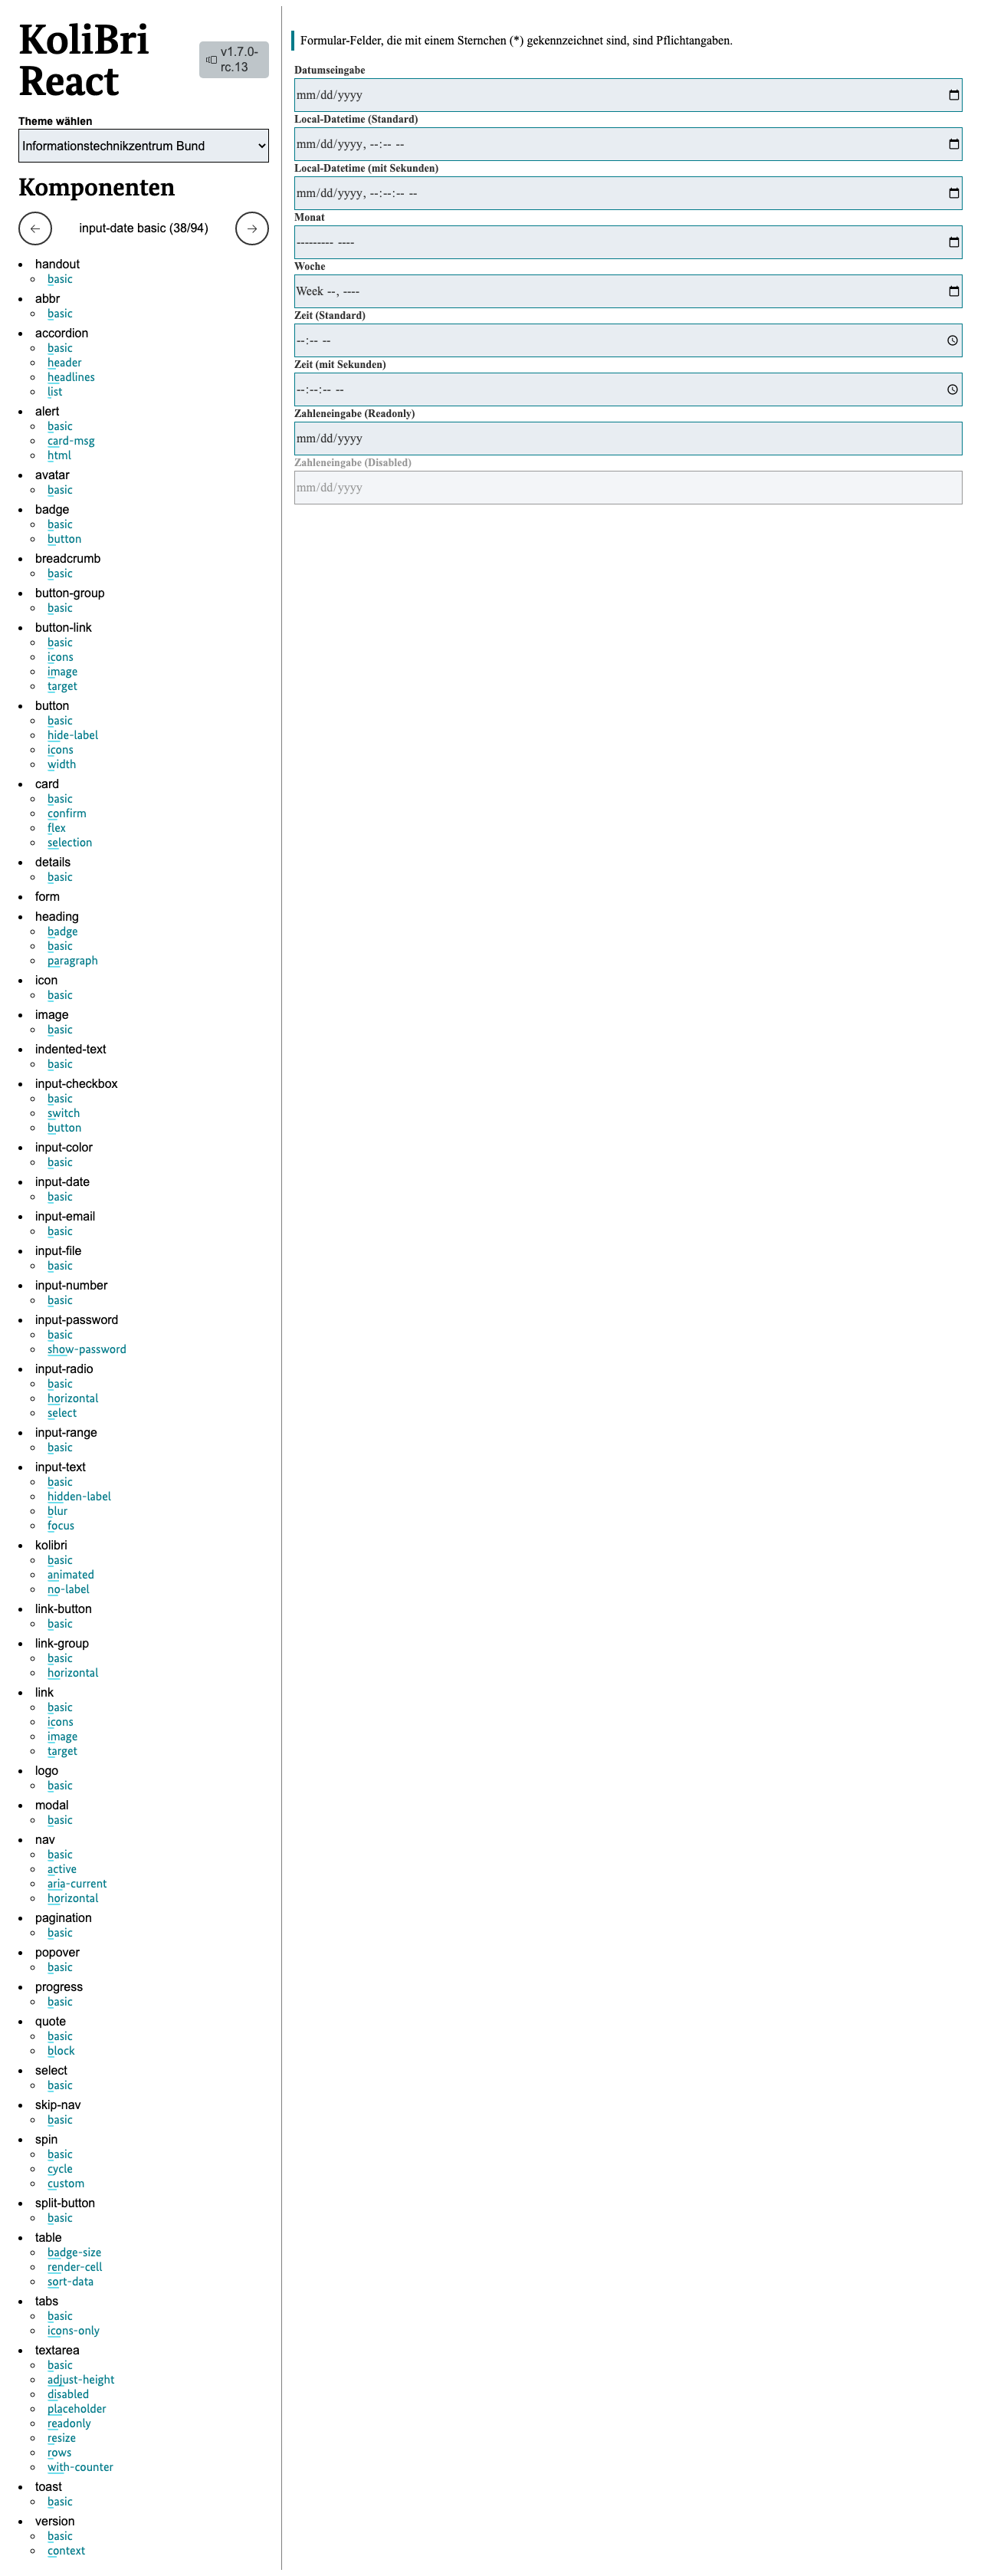 KoliBri
React
v1.7.0-
rc.13
Theme wählen
Informationstechnikzentrum Bund
Komponenten
input-date basic (38/94)
handout
basic
abbr
basic
accordion
basic
header
headlines
list
alert
basic
card-msg
html
avatar
basic
badge
basic
button
breadcrumb
basic
button-group
basic
button-link
basic
icons
image
target
button
basic
hide-label
icons
width
card
basic
confirm
flex
selection
details
basic
form
heading
badge
basic
paragraph
icon
basic
image
basic
indented-text
basic
input-checkbox
basic
switch
button
input-color
basic
input-date
basic
input-email
basic
input-file
basic
input-number
basic
input-password
basic
show-password
input-radio
basic
horizontal
select
input-range
basic
input-text
basic
hidden-label
blur
focus
kolibri
basic
animated
no-label
link-button
basic
link-group
basic
horizontal
link
basic
icons
image
target
logo
basic
modal
basic
nav
basic
active
aria-current
horizontal
pagination
basic
popover
basic
progress
basic
quote
basic
block
select
basic
skip-nav
basic
spin
basic
cycle
custom
split-button
basic
table
badge-size
render-cell
sort-data
tabs
basic
icons-only
textarea
basic
adjust-height
disabled
placeholder
readonly
resize
rows
with-counter
toast
basic
version
basic
context
Formular-Felder, die mit einem Sternchen (*) gekennzeichnet sind, sind Pflichtangaben.
Datumseingabe
mm/dd/yyyy
Local-Datetime (Standard)
mm/dd/yyyy, --:-- --
Local-Datetime (mit Sekunden)
mm/dd/yyyy, --:--:-- --
Monat
--------- ----
Woche
Week --, ----
Zeit (Standard)
--:-- --
Zeit (mit Sekunden)
--:--:-- --
Zahleneingabe (Readonly)
mm/dd/yyyy
Zahleneingabe (Disabled)
mm/dd/yyyy